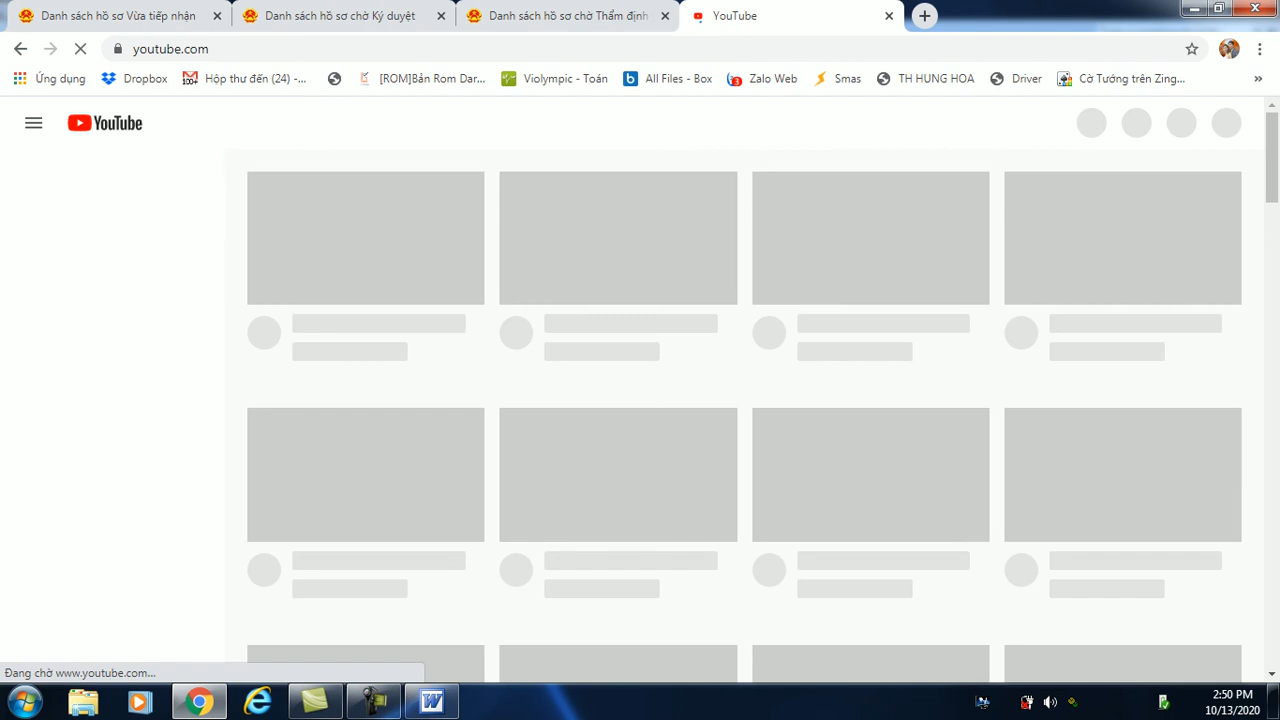 Danh sách hồ sơ Vừa tiếp nhận
Danh sách hồ sơ chờ Ký duyệt
Danh sách hồ sơ chờ Thẩm định
YouTube
youtube.com
Ứng dụng
Dropbox
Hộp thư đến (24) -...
[ROM]Bản Rom Dar...
Violympic - Toán
All Files - Box
Zalo Web
Smas
TH HUNG HOA
Driver
Cờ Tướng trên Zing...
YouTube
Đang chờ www.youtube.com...
2:50 PM
10/13/2020